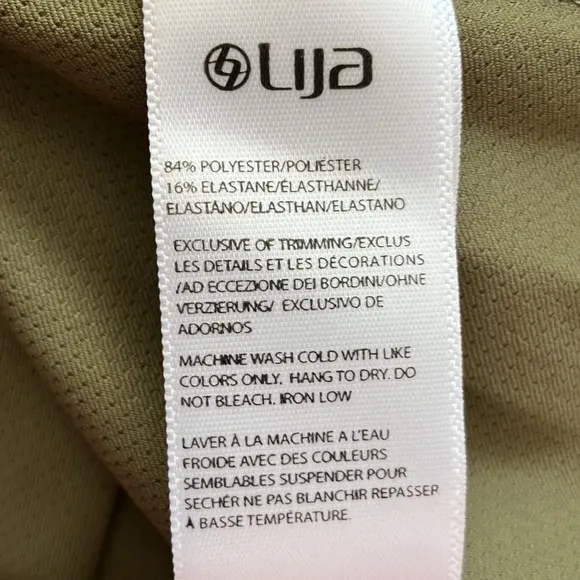 Lija
84% POLYESTER/POLIÉSTER
16% ELASTANE/ÉLASTHANNE/
ELASTANO/ELASTHAN/ELASTANO
EXCLUSIVE OF TRIMMING/EXCLUS
LES DETAILS ET LES DÉCORATIONS
/AD ECCEZIONE DEI BORDINI/OHNE
VERZIERUNG/ EXCLUSIVO DE
ADORNOS
MACHINE WASH COLD WITH LIKE
COLORS ONLY. HANG TO DRY. DO
NOT BLEACH. IRON LOW
LAVER À LA MACHINE A L'EAU
FROIDE AVEC DES COULEURS
SEMBLABLES SUSPENDER POUR
SECHÉR NE PAS BLANCHIR REPASSER
À BASSE TEMPÉRATURE.